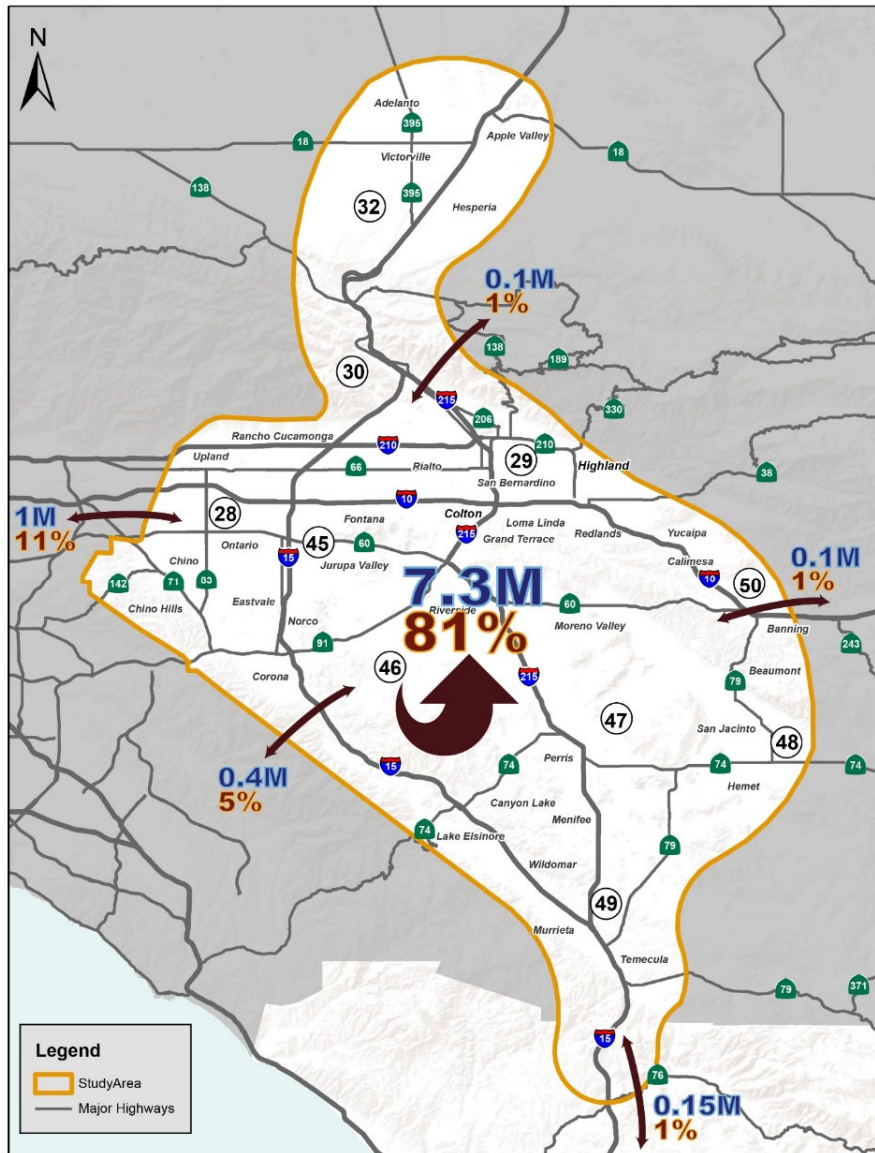 N
Adelanto
395
Apple Valley
18
18
Victorville
138
395
32
Hesperia
0.1M
1%
138
189
30
215
330
206
Rancho Cucamonga
210
210
Upland
29
Highland
66
Rialto
38
San Bernardino
10
1M
11%
28
Fontana
Colton
Loma Linda
Redlands
Yucaipa
215
Grand Terrace
Ontario
45
60
Calimesa
Chino
15
Jurupa Valley
10
50
0.1M
1%
142
71
83
7.3M
81%
Chino Hills
Eastvale
Riverside
60
Norco
Moreno Valley
Banning
91
243
46
Corona
215
79
Beaumont
47
San Jacinto
48
0.4M
5%
15
74
Perris
74
74
Hemet
Canyon Lake
Menifee
74
Lake Elsinore
79
Wildomar
49
Murrieta
Temecula
79
371
15
Legend
StudyArea
Major Highways
76
0.15M
1%